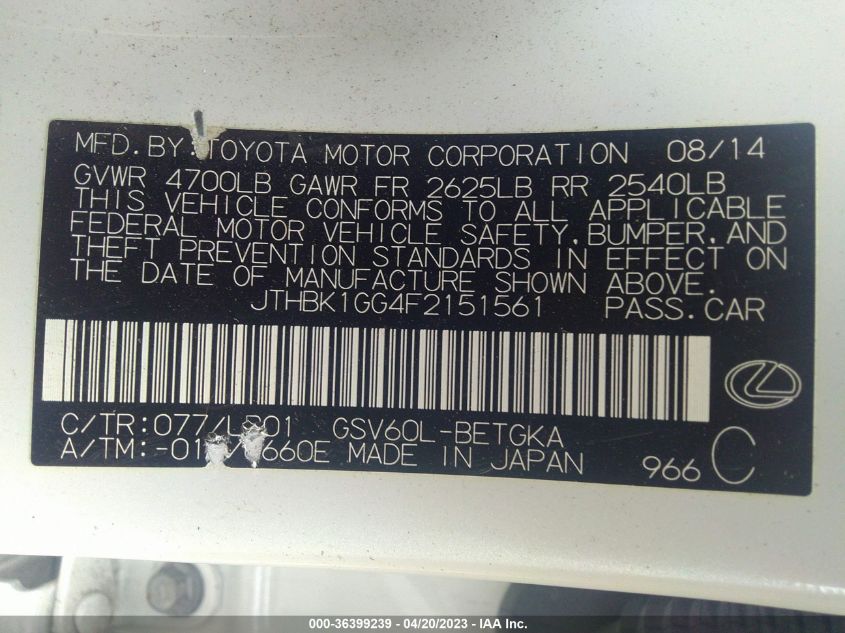 MFD.BY:TOYOTA MOTOR CORPORATION 08/14
GVWR 4700LB GAWR FR 2625LB RR 2540LB
THIS VEHICLE CONFORMS TO ALL APPLICABLE
FEDERAL MOTOR VEHICLE SAFETY,BUMPER,AND
THEFT PREVENTION STANDARDS IN EFFECT ON
THE DATE OF MANUFACTURE SHOWN ABOVE.
JTHBK1GG4F2151561 PASS.CAR
C/TR:077/ GSV60L-BETGKA
A/TM: MADE IN JAPAN 966 C
000-36399239 - 04/20/2023 - IAA Inc.